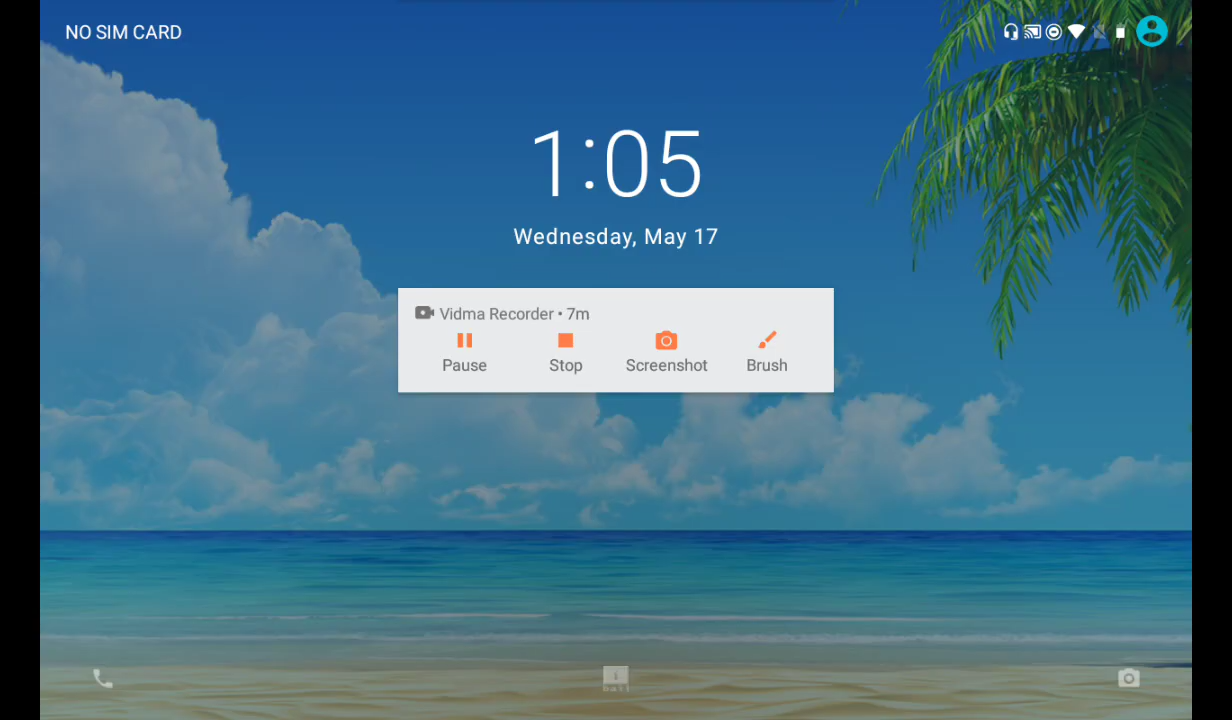 NO SIM CARD
1:05
Wednesday, May 17
Vidma Recorder • 7m
Pause
Stop
Screenshot
Brush